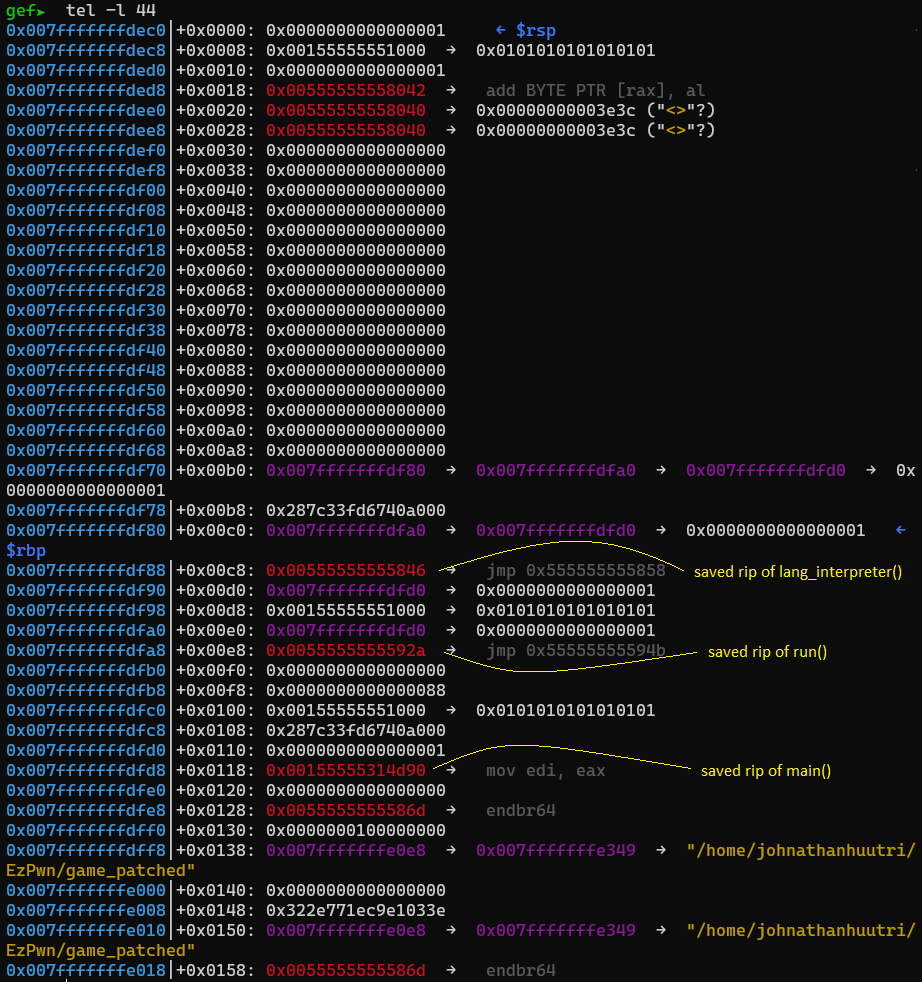 gef➤  tel -l 44
0x007fffffffdec0│+0x0000: 0x0000000000000001     ← $rsp
0x007fffffffdec8│+0x0008: 0x00155555551000  →  0x0101010101010101
0x007fffffffded0│+0x0010: 0x0000000000000001
0x007fffffffded8│+0x0018: 0x00555555558042  →   add BYTE PTR [rax], al
0x007fffffffdee0│+0x0020: 0x00555555558040  →  0x00000000003e3c ("<>"?)
0x007fffffffdee8│+0x0028: 0x00555555558040  →  0x00000000003e3c ("<>"?)
0x007fffffffdef0│+0x0030: 0x0000000000000000
0x007fffffffdef8│+0x0038: 0x0000000000000000
0x007fffffffdf00│+0x0040: 0x0000000000000000
0x007fffffffdf08│+0x0048: 0x0000000000000000
0x007fffffffdf10│+0x0050: 0x0000000000000000
0x007fffffffdf18│+0x0058: 0x0000000000000000
0x007fffffffdf20│+0x0060: 0x0000000000000000
0x007fffffffdf28│+0x0068: 0x0000000000000000
0x007fffffffdf30│+0x0070: 0x0000000000000000
0x007fffffffdf38│+0x0078: 0x0000000000000000
0x007fffffffdf40│+0x0080: 0x0000000000000000
0x007fffffffdf48│+0x0088: 0x0000000000000000
0x007fffffffdf50│+0x0090: 0x0000000000000000
0x007fffffffdf58│+0x0098: 0x0000000000000000
0x007fffffffdf60│+0x00a0: 0x0000000000000000
0x007fffffffdf68│+0x00a8: 0x0000000000000000
0x007fffffffdf70│+0x00b0: 0x007fffffffdf80  →  0x007fffffffdfa0  →  0x007fffffffdfd0  →  0x
0000000000000001
0x007fffffffdf78│+0x00b8: 0x287c33fd6740a000
0x007fffffffdf80│+0x00c0: 0x007fffffffdfa0  →  0x007fffffffdfd0  →  0x0000000000000001   ←
$rbp
0x007fffffffdf88│+0x00c8: 0x00555555555846  →   jmp 0x555555555858 saved rip of lang_interpreter()
0x007fffffffdf90│+0x00d0: 0x007fffffffdfd0  →  0x0000000000000001
0x007fffffffdf98│+0x00d8: 0x00155555551000  →  0x0101010101010101
0x007fffffffdfa0│+0x00e0: 0x007fffffffdfd0  →  0x0000000000000001
0x007fffffffdfa8│+0x00e8: 0x0055555555592a  →   jmp 0x55555555594b saved rip of run()
0x007fffffffdfb0│+0x00f0: 0x0000000000000000
0x007fffffffdfb8│+0x00f8: 0x0000000000000088
0x007fffffffdfc0│+0x0100: 0x00155555551000  →  0x0101010101010101
0x007fffffffdfc8│+0x0108: 0x287c33fd6740a000
0x007fffffffdfd0│+0x0110: 0x0000000000000001
0x007fffffffdfd8│+0x0118: 0x00155555314d90  →   mov edi, eax saved rip of main()
0x007fffffffdfe0│+0x0120: 0x0000000000000000
0x007fffffffdfe8│+0x0128: 0x0055555555586d  →   endbr64
0x007fffffffdff0│+0x0130: 0x0000000100000000
0x007fffffffdff8│+0x0138: 0x007fffffffe0e8  →  0x007fffffffe349  →  "/home/johnathanhuutri/
EzPwn/game_patched"
0x007fffffffe000│+0x0140: 0x0000000000000000
0x007fffffffe008│+0x0148: 0x322e771ec9e1033e
0x007fffffffe010│+0x0150: 0x007fffffffe0e8  →  0x007fffffffe349  →  "/home/johnathanhuutri/
EzPwn/game_patched"
0x007fffffffe018│+0x0158: 0x0055555555586d  →   endbr64